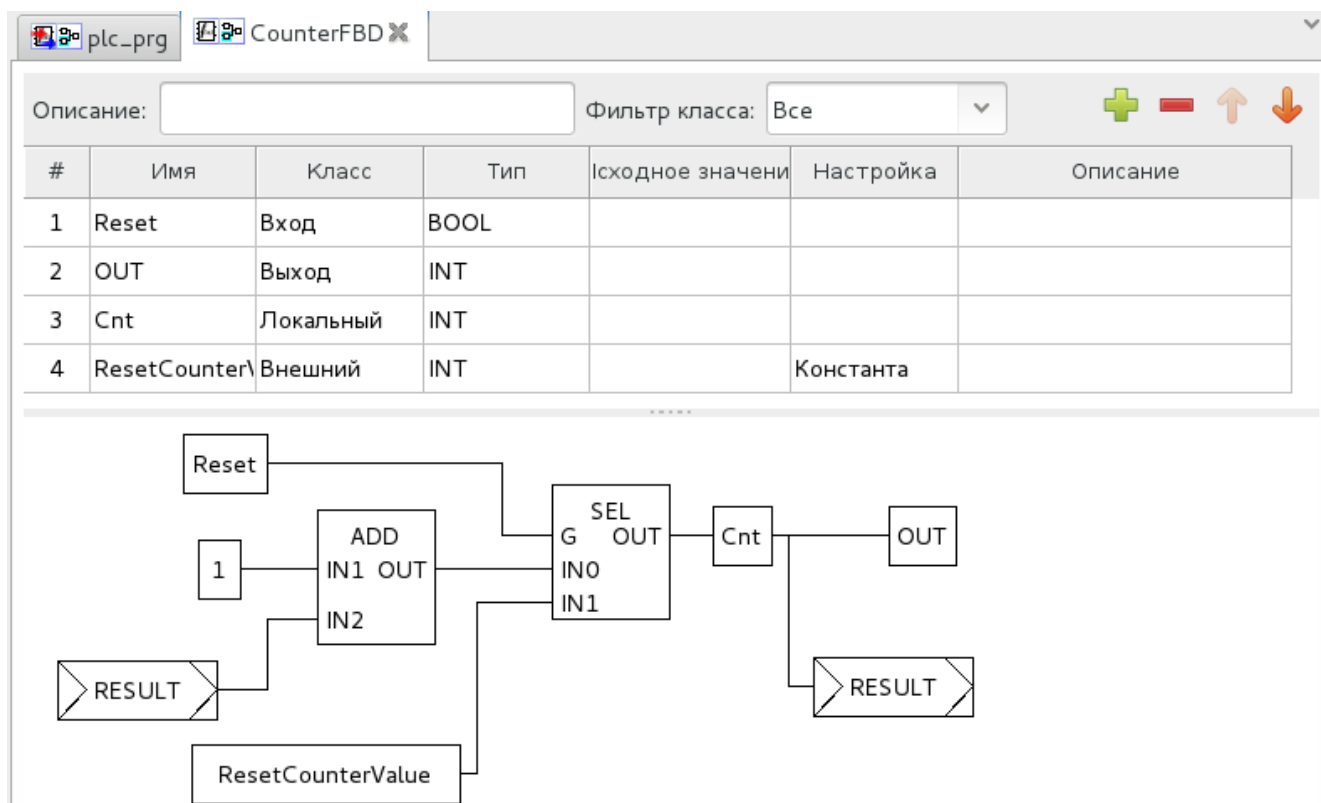 plc_prg CounterFBD
Описание: Фильтр класса: Все
# Имя Класс Тип Iсходное значени Настройка Описание
1 Reset Вход BOOL
2 OUT Выход INT
3 Cnt Локальный INT
4 ResetCounterV Внешний INT Константа
Reset
SEL
ADD G OUT Cnt OUT
1 IN1 OUT IN0
IN1
IN2
RESULT RESULT
ResetCounterValue